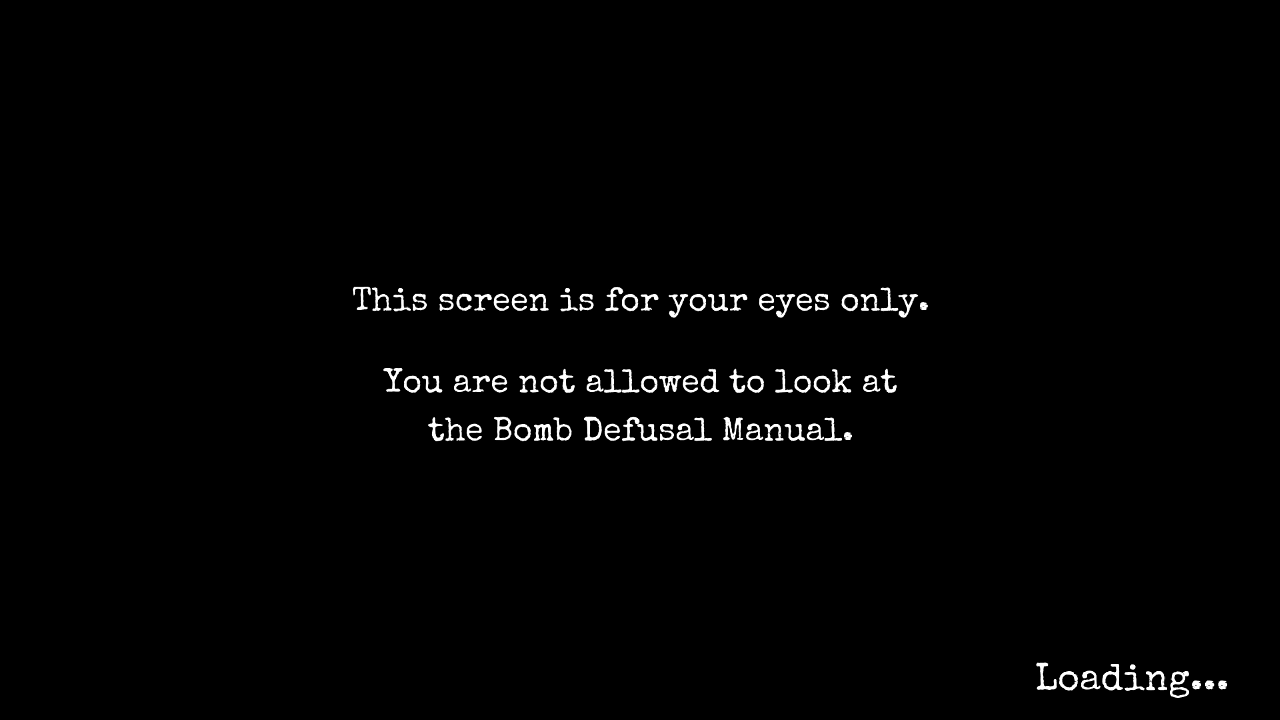 This screen is for your eyes only.
You are not allowed to look at
the Bomb Defusal Manual.
Loading...